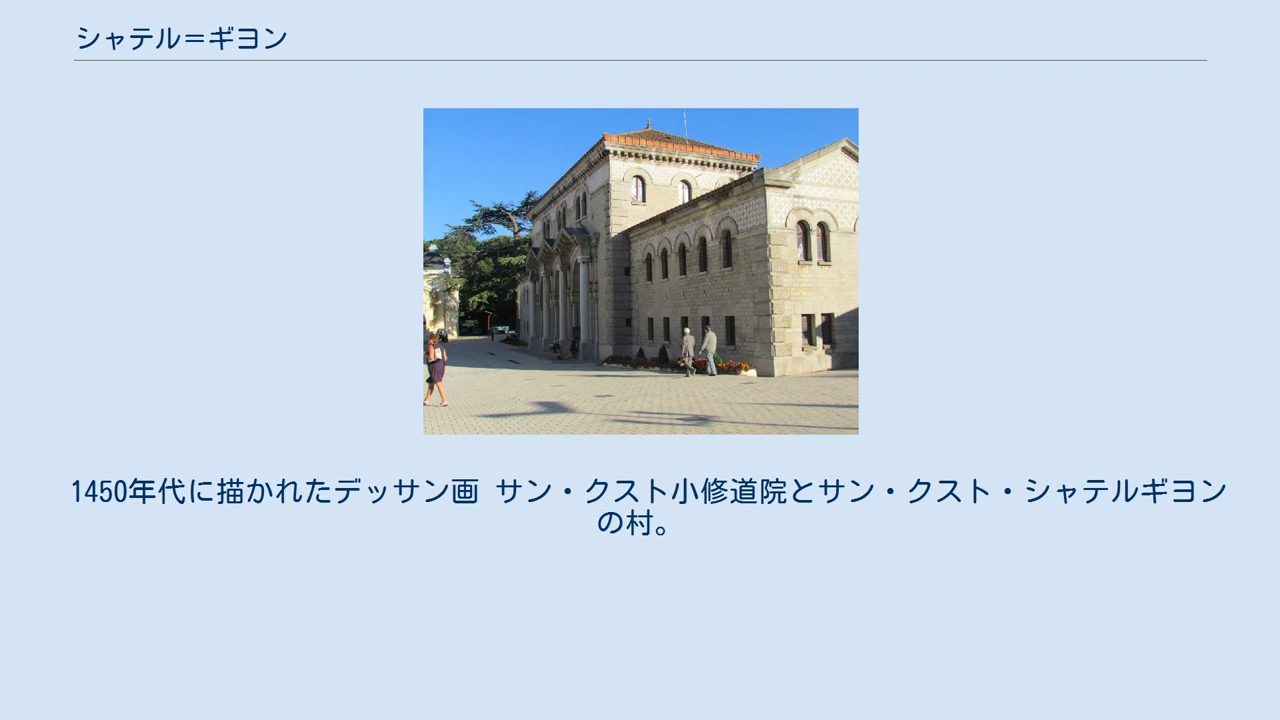 シャテル＝ギヨン
1450年代に描かれたデッサン画 サン・クスト小修道院とサン・クスト・シャテルギヨン
の村。